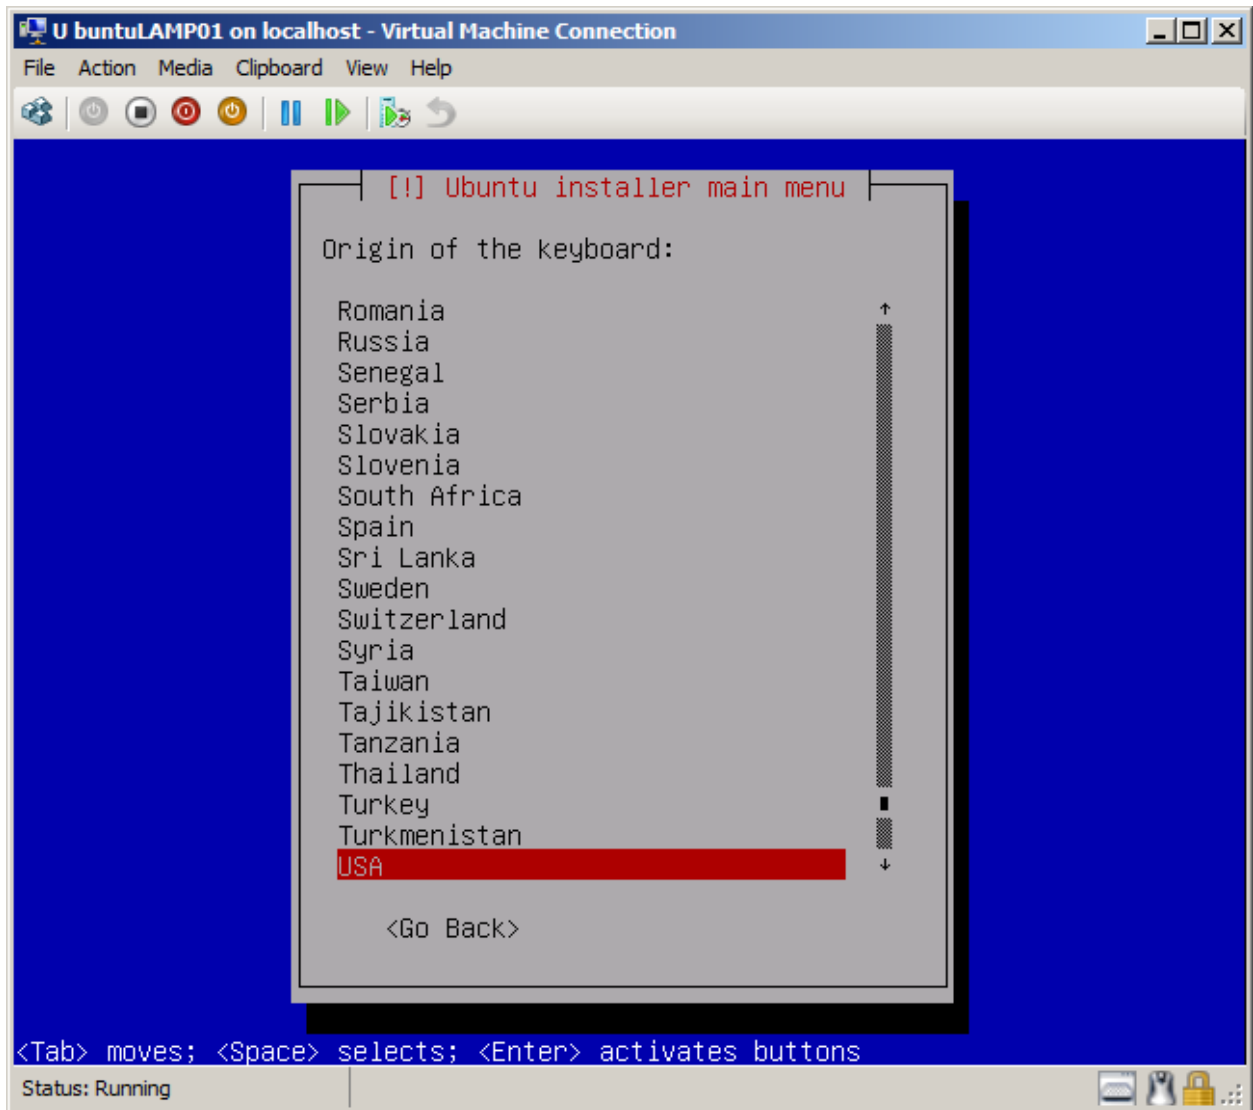 U buntuLAMP01 on localhost - Virtual Machine Connection
File Action Media Clipboard View Help
[!] Ubuntu installer main menu
Origin of the keyboard:
Romania
Russia
Senegal
Serbia
Slovakia
Slovenia
South Africa
Spain
Sri Lanka
Sweden
Switzerland
Syria
Taiwan
Tajikistan
Tanzania
Thailand
Turkey
Turkmenistan
USA
<Go Back>
<Tab> moves; <Space> selects; <Enter> activates buttons
Status: Running